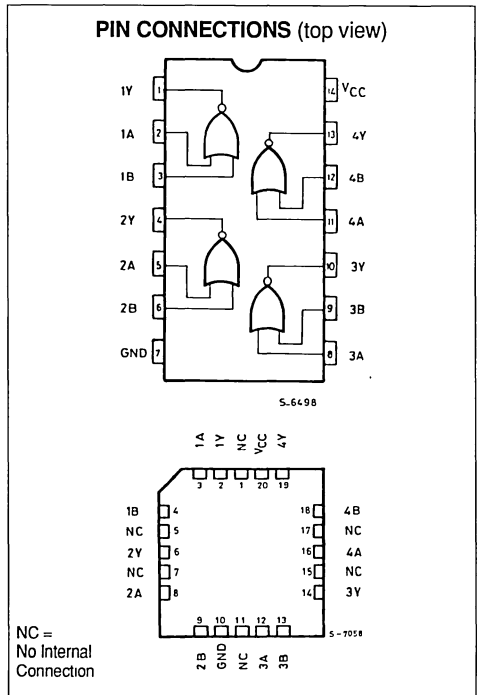 PIN CONNECTIONS (top view)
1Y 1 14 VCC
1A 2 13 4Y
1B 3 12 4B
2Y 4 11 4A
2A 5 10 3Y
2B 6 9 3B
GND 7 8 3A
S-6498
1A 1Y NC VCC 4Y
3 2 1 20 19
1B 4 18 4B
NC 5 17 NC
2Y 6 16 4A
NC 7 15 NC
2A 8 14 3Y
9 10 11 12 13
S-7058
2B GND NC 3A 3B
NC =
No Internal
Connection